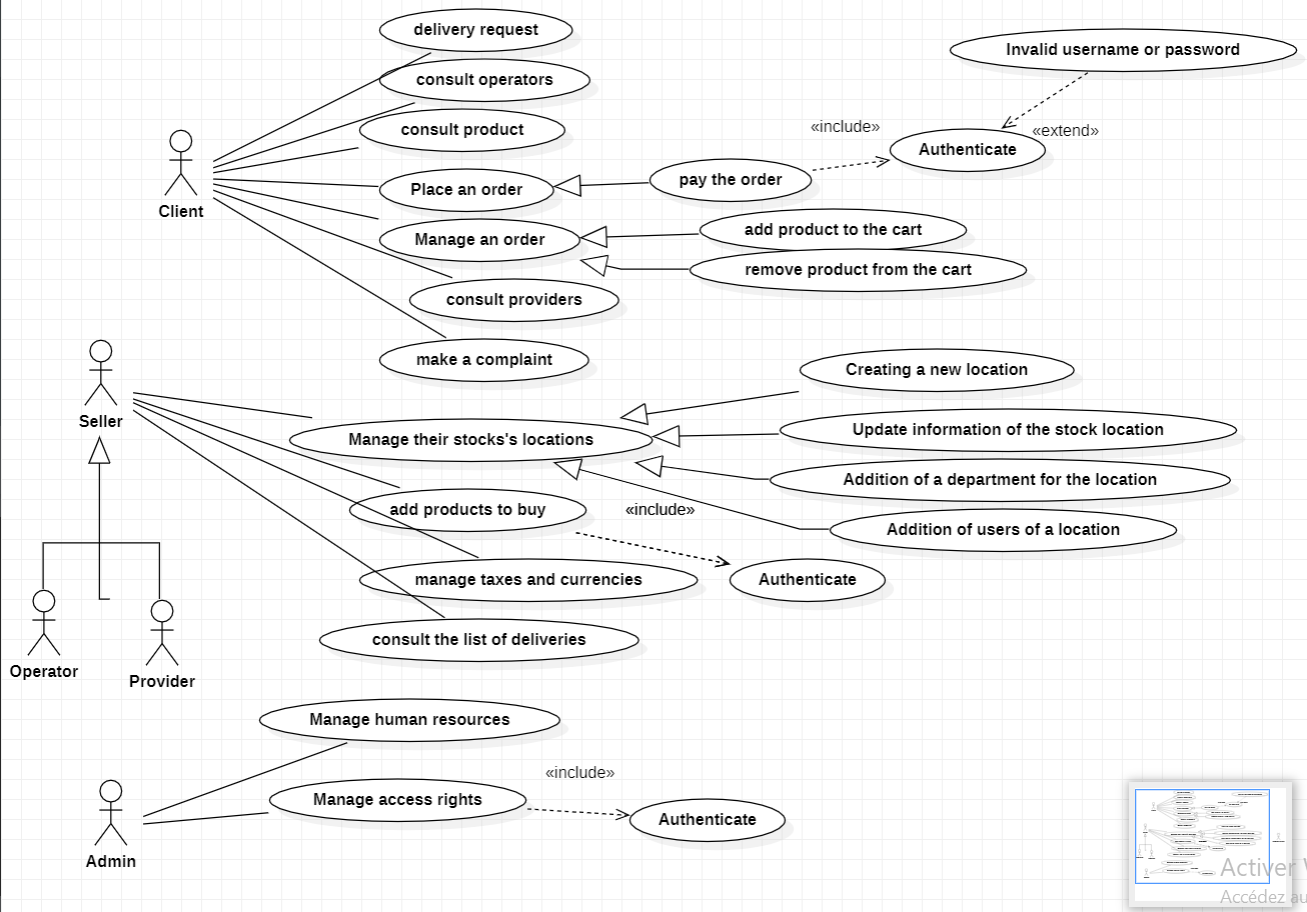 delivery request
Invalid username or password
consult operators
«include»
consult product
«extend»
Authenticate
pay the order
Place an order
Client
add product to the cart
Manage an order
remove product from the cart
consult providers
make a complaint
Creating a new location
Seller
Update information of the stock location
Manage their stocks's locations
Addition of a department for the location
add products to buy
«include»
Addition of users of a location
manage taxes and currencies
Authenticate
consult the list of deliveries
Operator
Provider
Manage human resources
«include»
Manage access rights
Authenticate
Admin
Activer
Accédez au